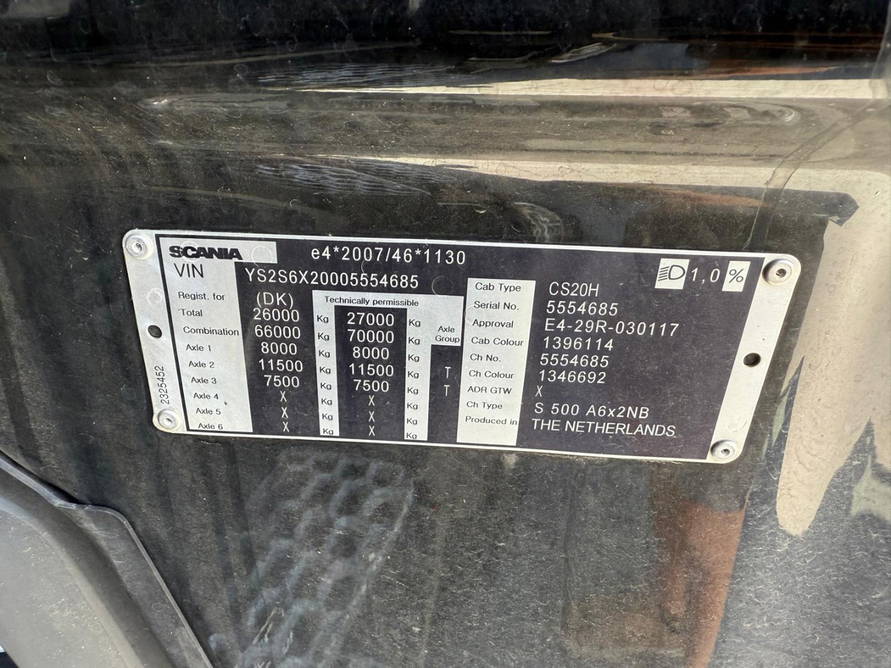 SCANIA e4*2007/46*1130
VIN YS2S6X20005554685
Regist. for (DK) Technically permissible
Total 26000 Kg 27000 Kg Axle Group
Combination 66000 Kg 70000 Kg
Axle 1 8000 Kg 8000 Kg
Axle 2 11500 Kg 11500 Kg T
Axle 3 7500 Kg 7500 Kg T
Axle 4 X Kg X Kg
Axle 5 X Kg X Kg
Axle 6 X Kg X Kg
2325452
1,0 %
Cab Type CS20H
Serial No. 5554685
Approval E4-29R-030117
Cab Colour 1396114
Ch No. 5554685
Ch Colour 1346692
ADR GTW X
Ch Type S 500 A6x2NB
Produced in THE NETHERLANDS